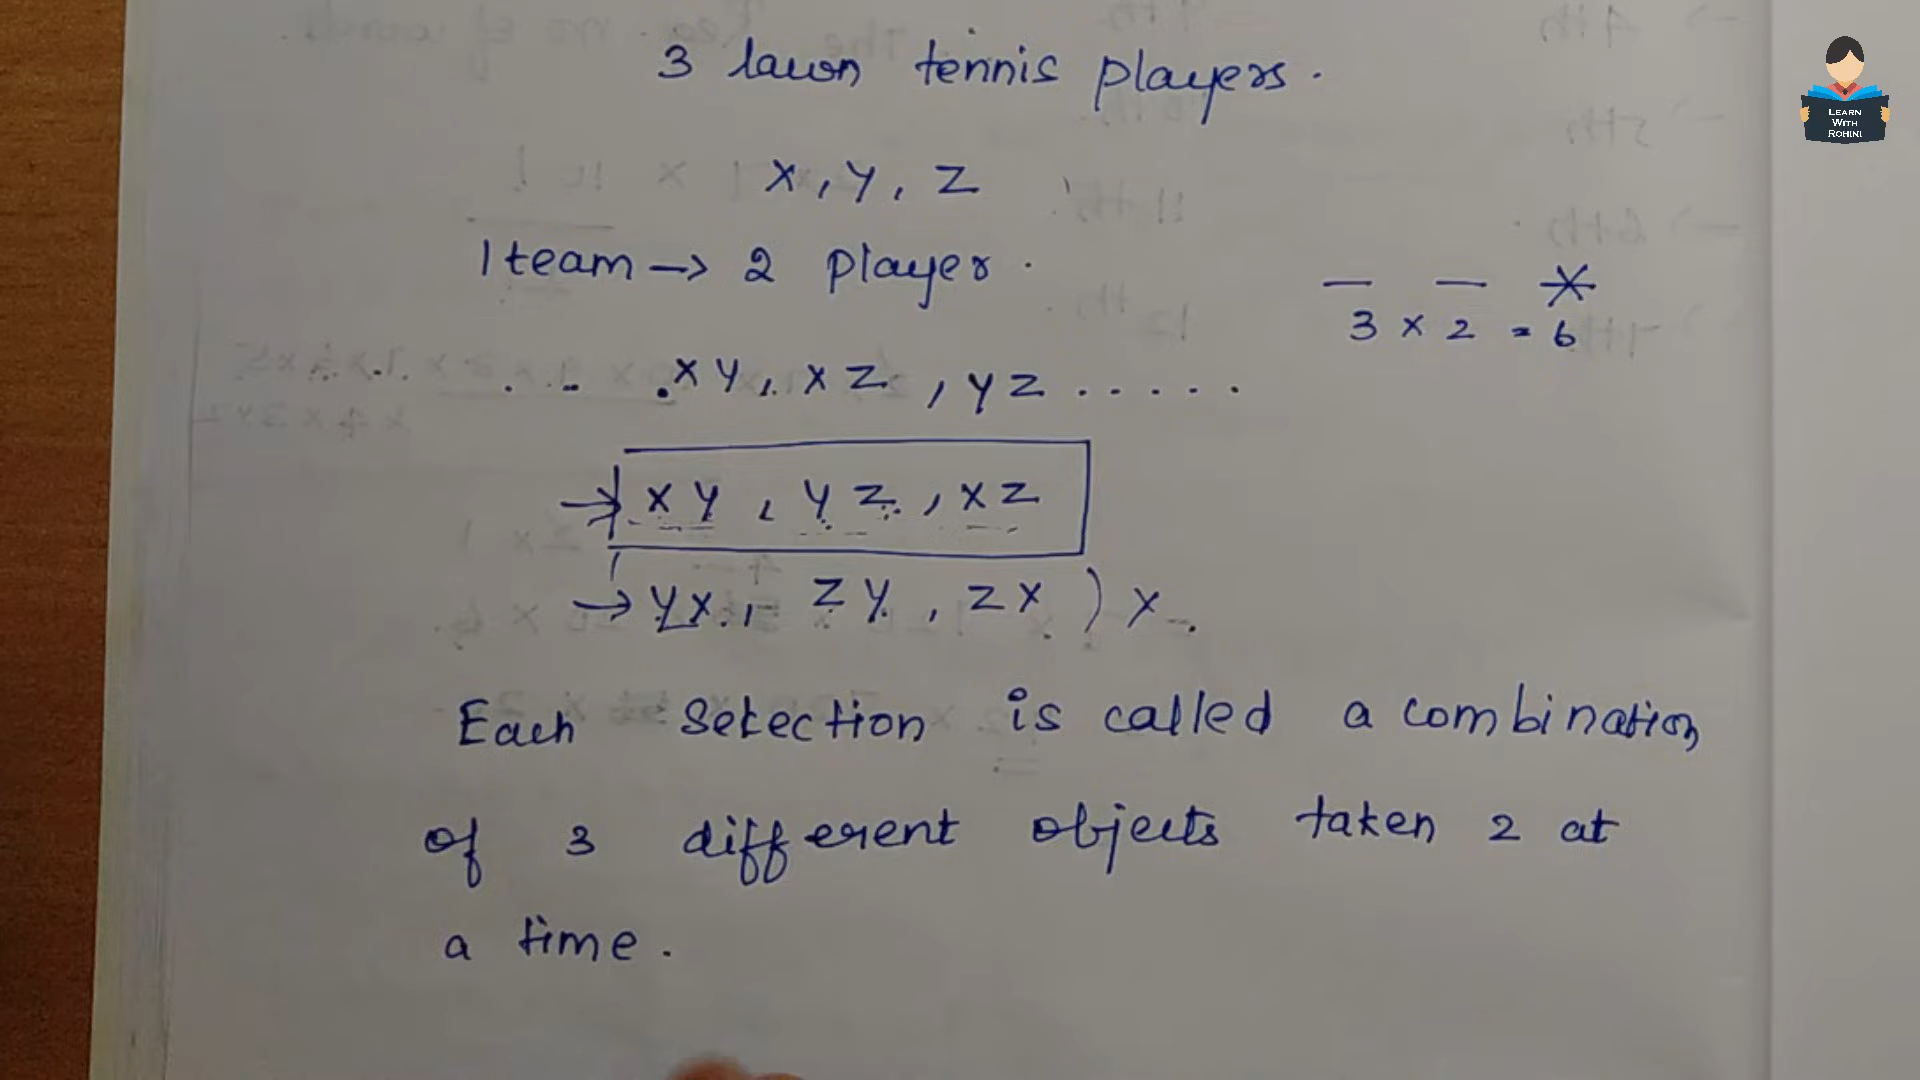 3 lawn tennis players.
X, Y, Z
1 team → 2 player.
— — ✶
3 × 2 = 6
. - . XY, XZ, YZ . . . . .
→ XY, YZ, XZ
→ YX, ZY, ZX ) X
Each Selection is called a combination
of 3 different objects taken 2 at
a time.
LEARN
WITH
ROHINI